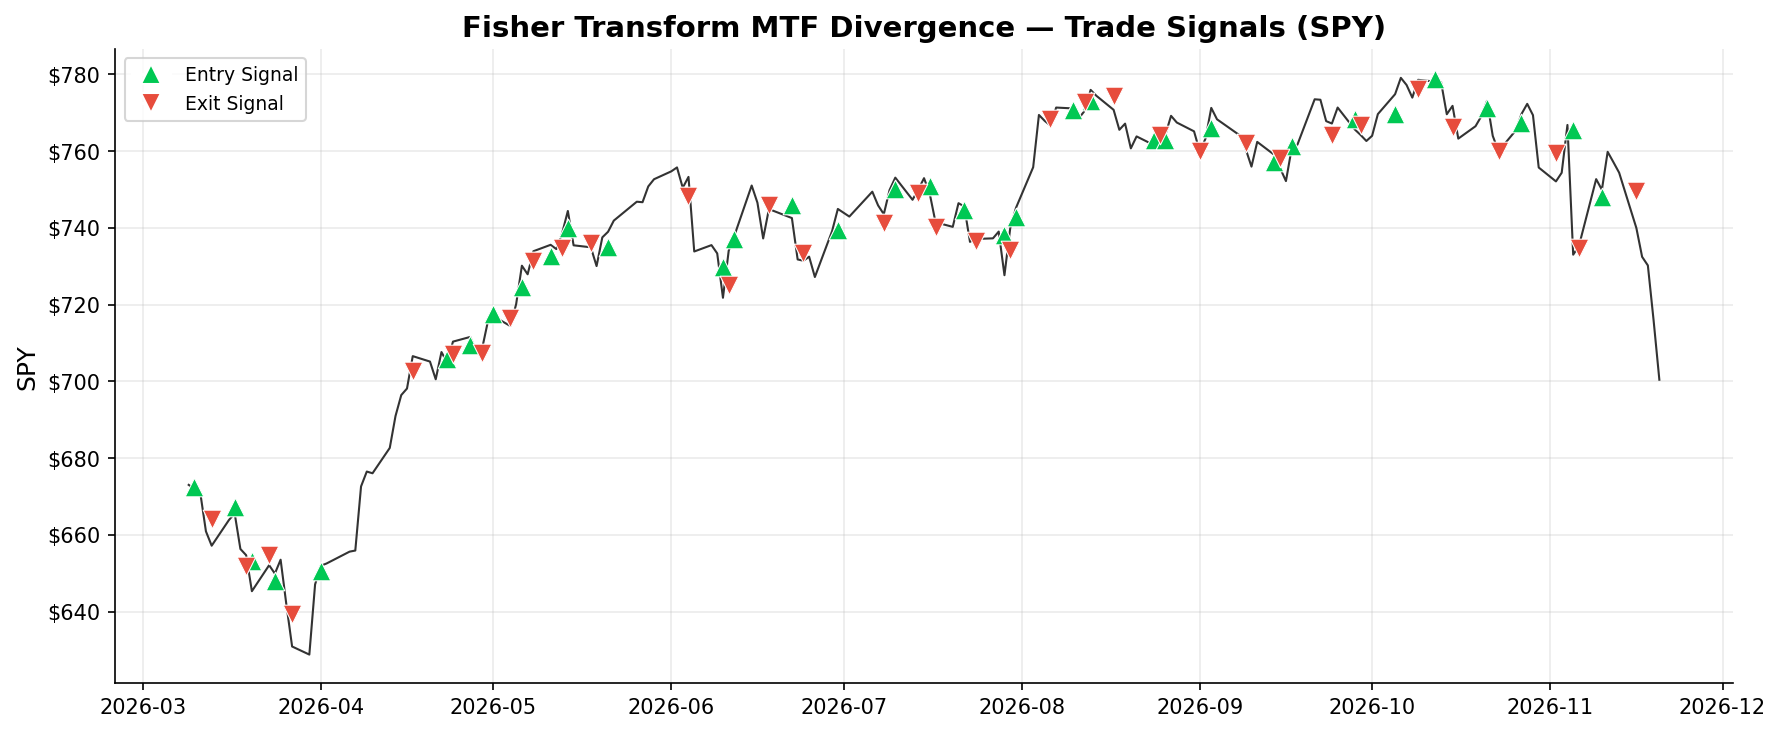 Fisher Transform MTF Divergence — Trade Signals (SPY)
Entry Signal
Exit Signal
SPY
$780
$760
$740
$720
$700
$680
$660
$640
2026-03 2026-04 2026-05 2026-06 2026-07 2026-08 2026-09 2026-10 2026-11 2026-12